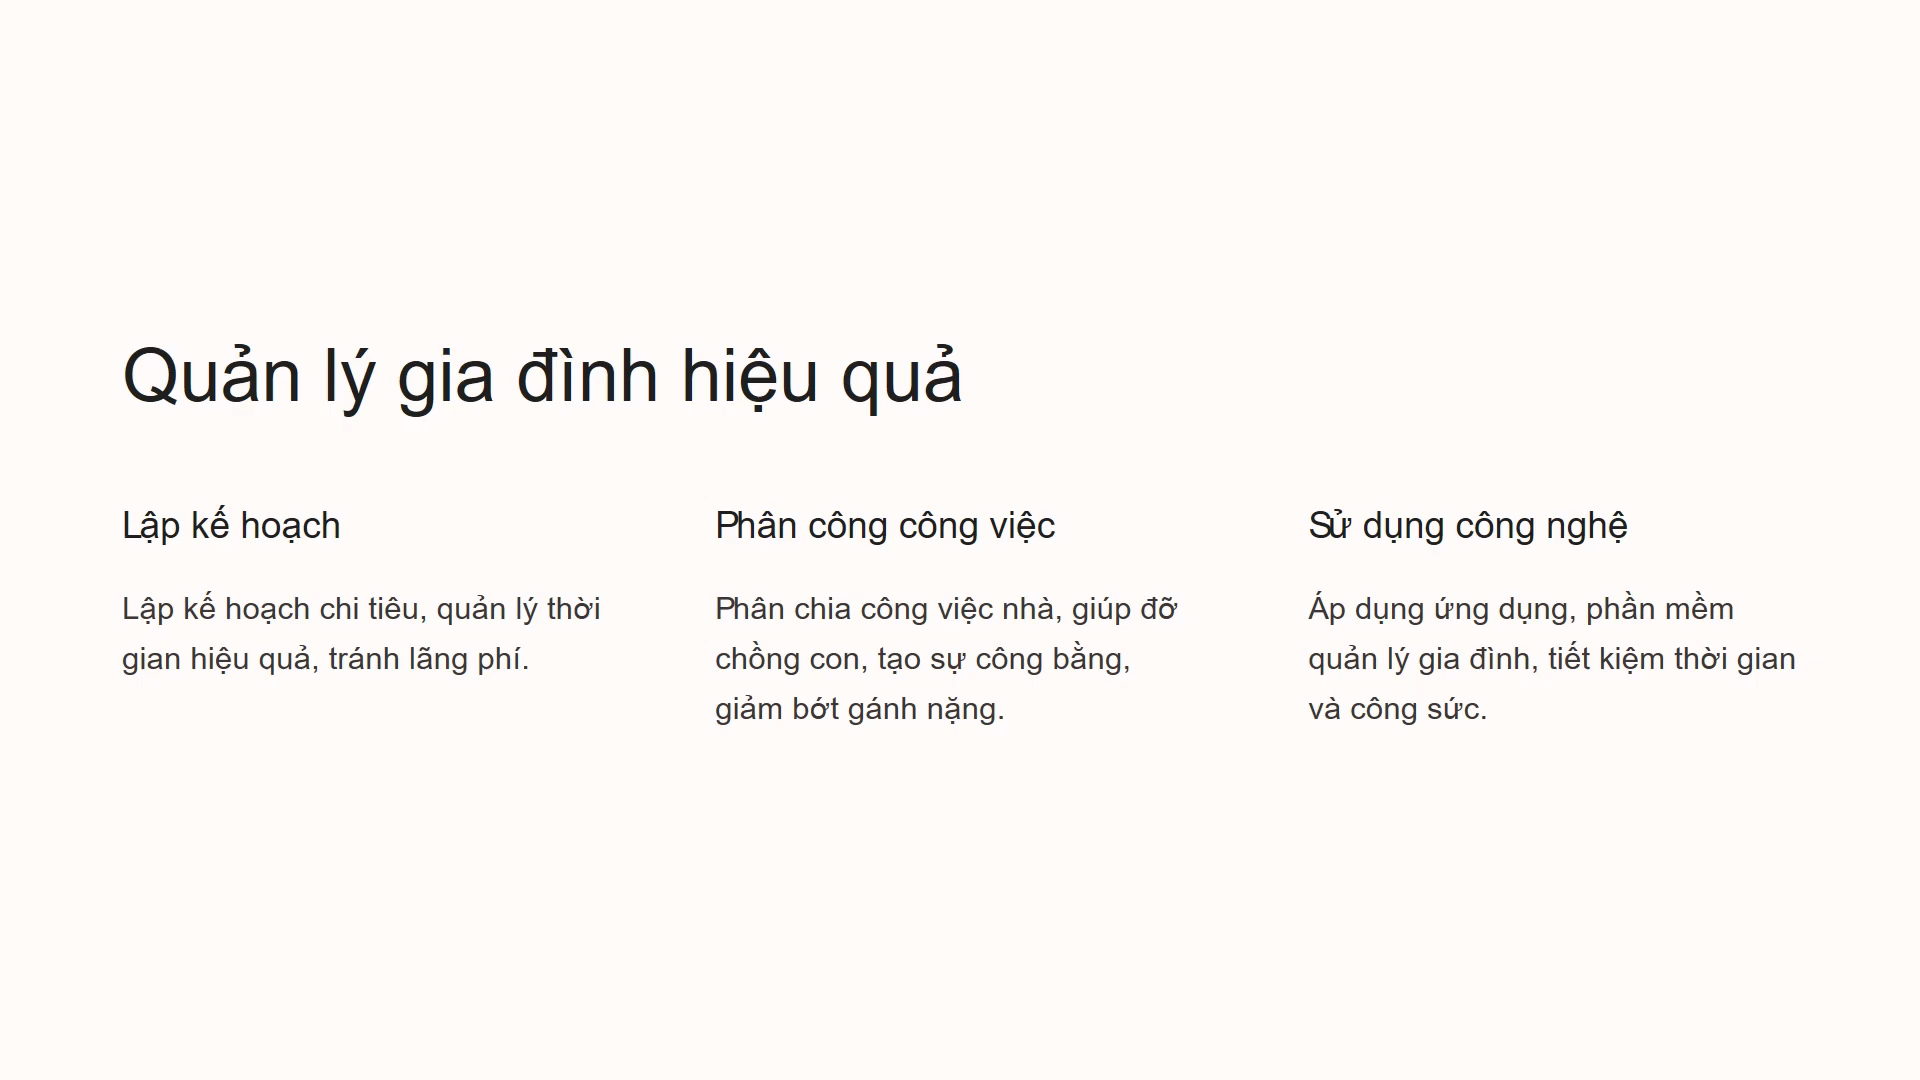 Quản lý gia đình hiệu quả
Lập kế hoạch
Lập kế hoạch chi tiêu, quản lý thời
gian hiệu quả, tránh lãng phí.
Phân công công việc
Phân chia công việc nhà, giúp đỡ
chồng con, tạo sự công bằng,
giảm bớt gánh nặng.
Sử dụng công nghệ
Áp dụng ứng dụng, phần mềm
quản lý gia đình, tiết kiệm thời gian
và công sức.